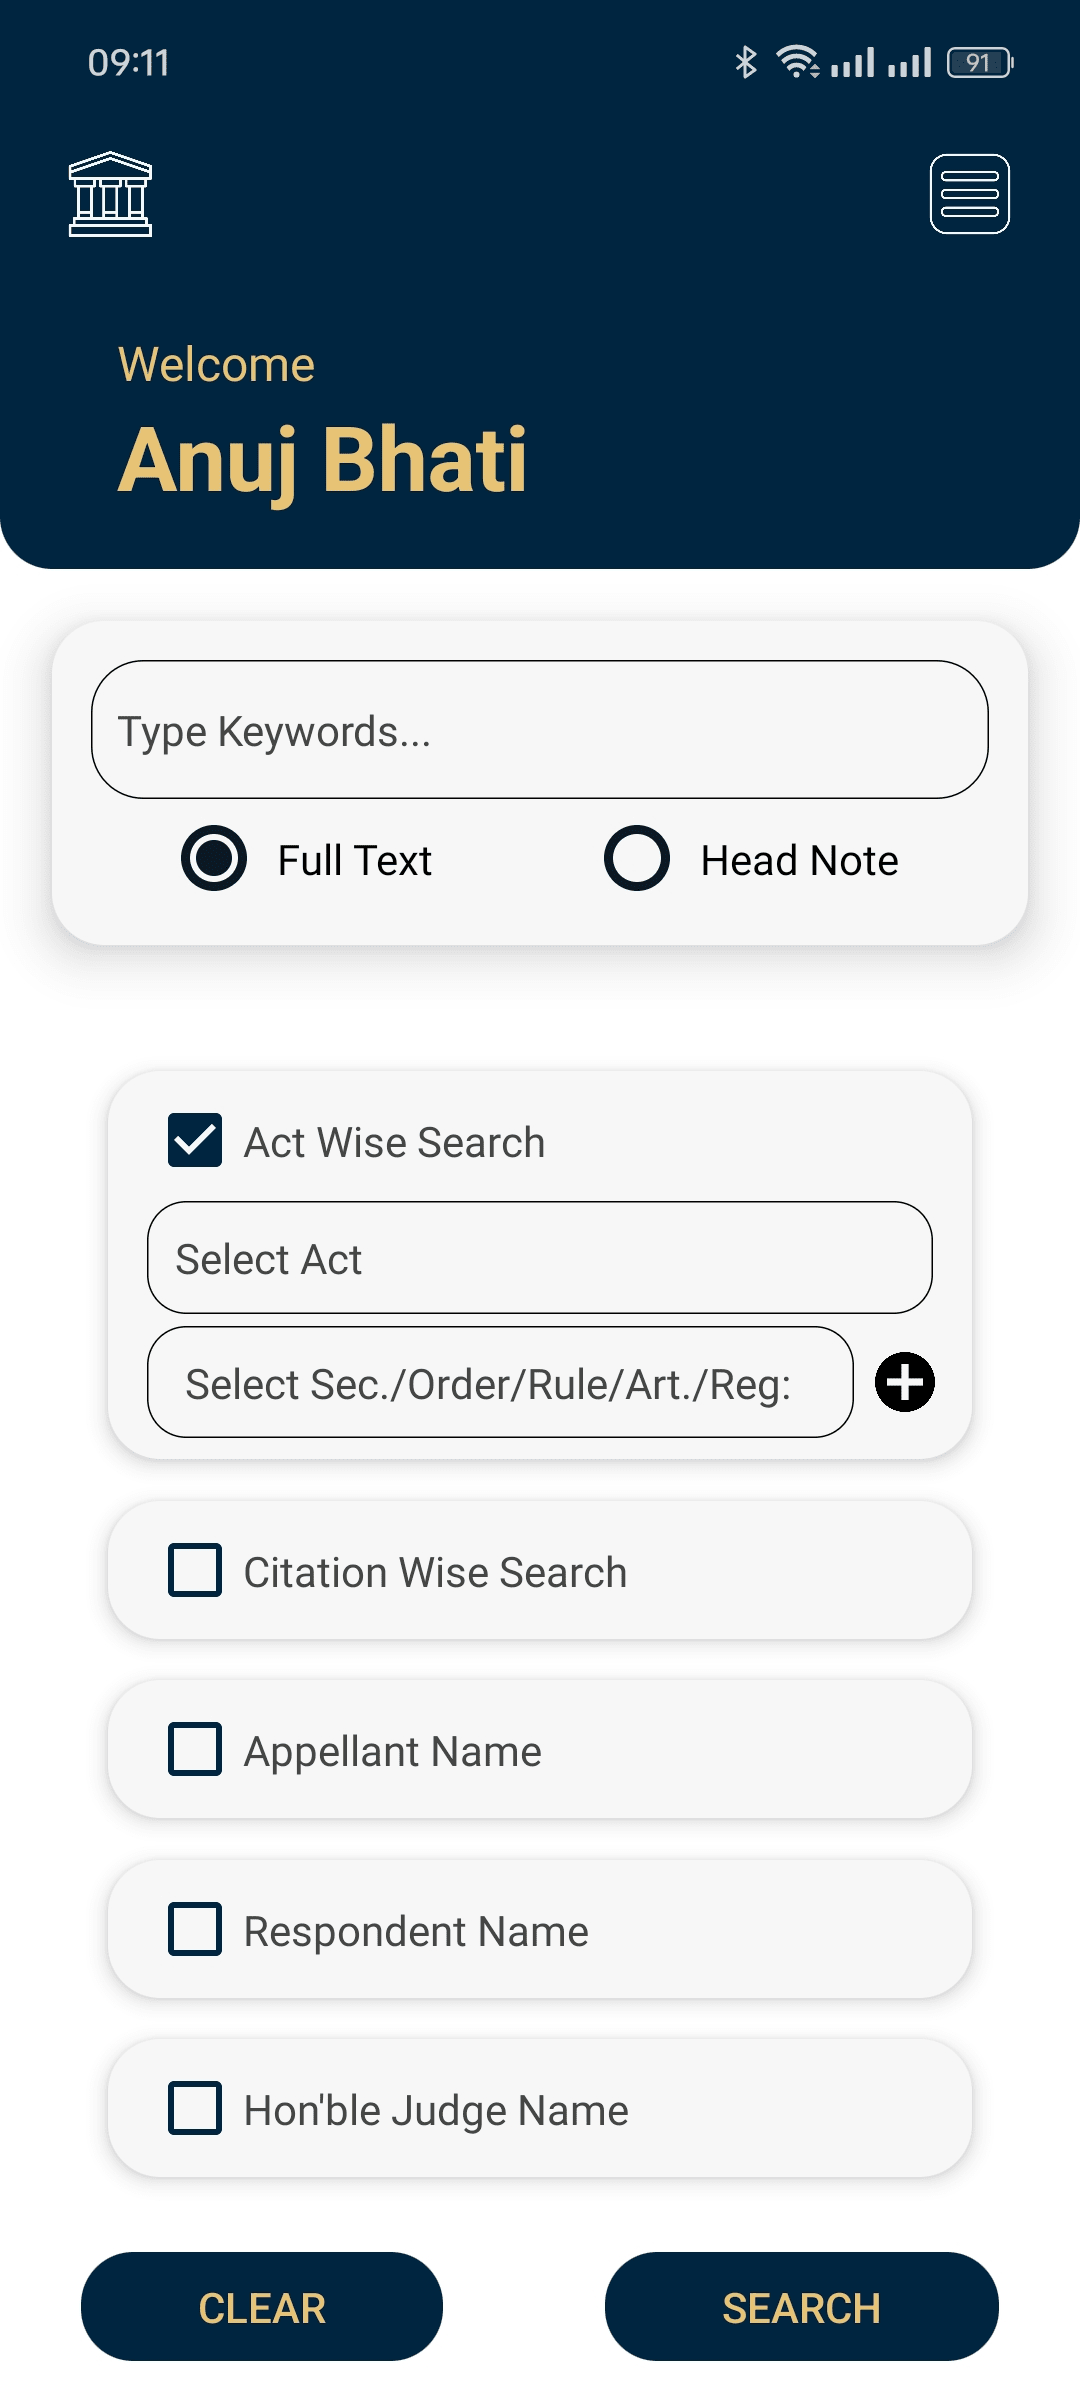 09:11
91
Welcome
Anuj Bhati
Type Keywords...
Full Text
Head Note
Act Wise Search
Select Act
Select Sec./Order/Rule/Art./Reg:
Citation Wise Search
Appellant Name
Respondent Name
Hon'ble Judge Name
CLEAR
SEARCH